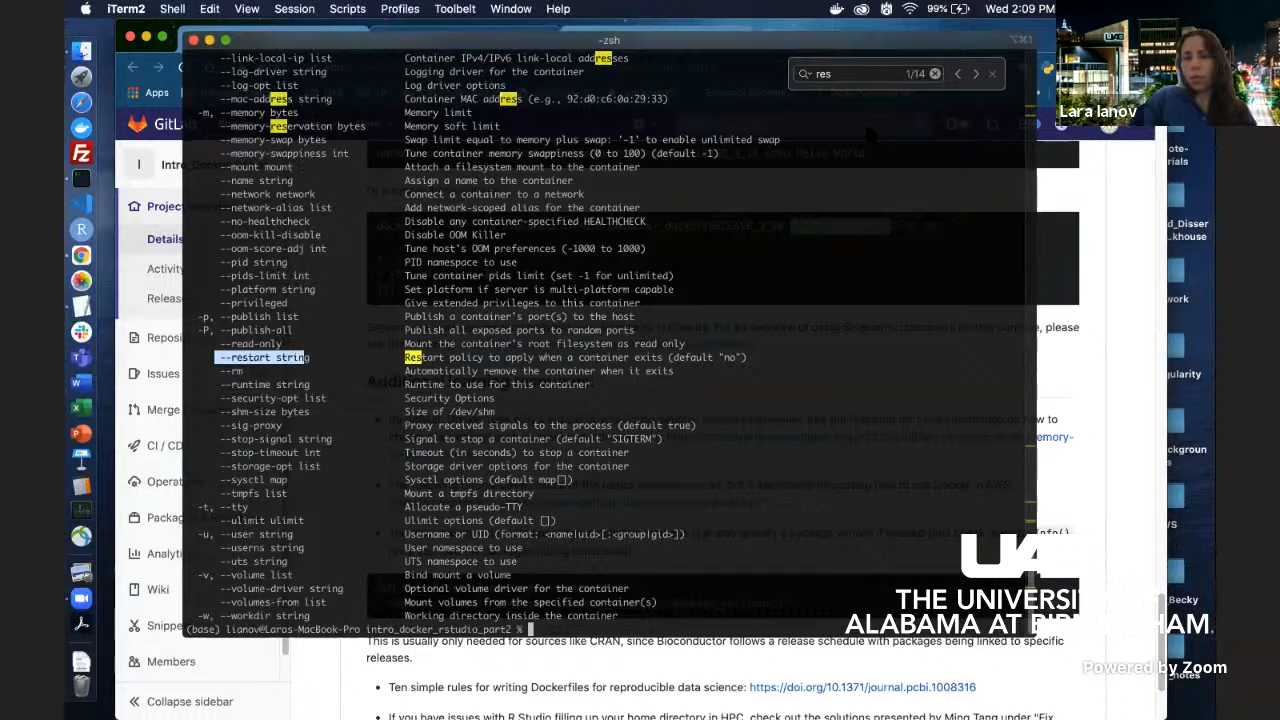 iTerm2 Shell Edit View Session Scripts Profiles Toolbelt Window Help 99% Wed 2:09 PM
-zsh
⌥⌘1
--link-local-ip list Container IPv4/IPv6 link-local addresses
--log-driver string Logging driver for the container
--log-opt list Log driver options
--mac-address string Container MAC address (e.g., 92:d0:c6:0a:29:33)
-m, --memory bytes Memory limit
--memory-reservation bytes Memory soft limit
--memory-swap bytes Swap limit equal to memory plus swap: '-1' to enable unlimited swap
--memory-swappiness int Tune container memory swappiness (0 to 100) (default -1)
--mount mount Attach a filesystem mount to the container
--name string Assign a name to the container
--network network Connect a container to a network
--network-alias list Add network-scoped alias for the container
--no-healthcheck Disable any container-specified HEALTHCHECK
--oom-kill-disable Disable OOM Killer
--oom-score-adj int Tune host's OOM preferences (-1000 to 1000)
--pid string PID namespace to use
--pids-limit int Tune container pids limit (set -1 for unlimited)
--platform string Set platform if server is multi-platform capable
--privileged Give extended privileges to this container
-p, --publish list Publish a container's port(s) to the host
-P, --publish-all Publish all exposed ports to random ports
--read-only Mount the container's root filesystem as read only
--restart string Restart policy to apply when a container exits (default "no")
--rm Automatically remove the container when it exits
--runtime string Runtime to use for this container
--security-opt list Security Options
--shm-size bytes Size of /dev/shm
--sig-proxy Proxy received signals to the process (default true)
--stop-signal string Signal to stop a container (default "SIGTERM")
--stop-timeout int Timeout (in seconds) to stop a container
--storage-opt list Storage driver options for the container
--sysctl map Sysctl options (default map[])
--tmpfs list Mount a tmpfs directory
-t, --tty Allocate a pseudo-TTY
--ulimit ulimit Ulimit options (default [])
-u, --user string Username or UID (format: <name|uid>[:<group|gid>])
--userns string User namespace to use
--uts string UTS namespace to use
-v, --volume list Bind mount a volume
--volume-driver string Optional volume driver for the container
--volumes-from list Mount volumes from the specified container(s)
-w, --workdir string Working directory inside the container
(base) lianov@Laras-MacBook-Pro intro_docker_rstudio_part2 %
res 1/14
Lara Ianov
Apps
GitLab
I Intro_Docke
Project
Details
Activity
Releas
Reposi
Issues
Merge
CI / CD
Operat
Packag
Analyti
Wiki
Snippe
Members
Collapse sidebar
please
w to
emory-
This is usually only needed for sources like CRAN, since Bioconductor follows a release schedule with packages being linked to specific
releases.
Ten simple rules for writing Dockerfiles for reproducible data science: https://doi.org/10.1371/journal.pcbi.1008316
If you have issues with R Studio filling up your home directory in HPC, check out the solutions presented by Ming Tang under "Fix
ote-
rials
d_Disser
..khouse
work
gularity
kgroun
Becky
_notes
UAB
THE UNIVERSITY OF
ALABAMA AT BIRMINGHAM.
Powered by Zoom